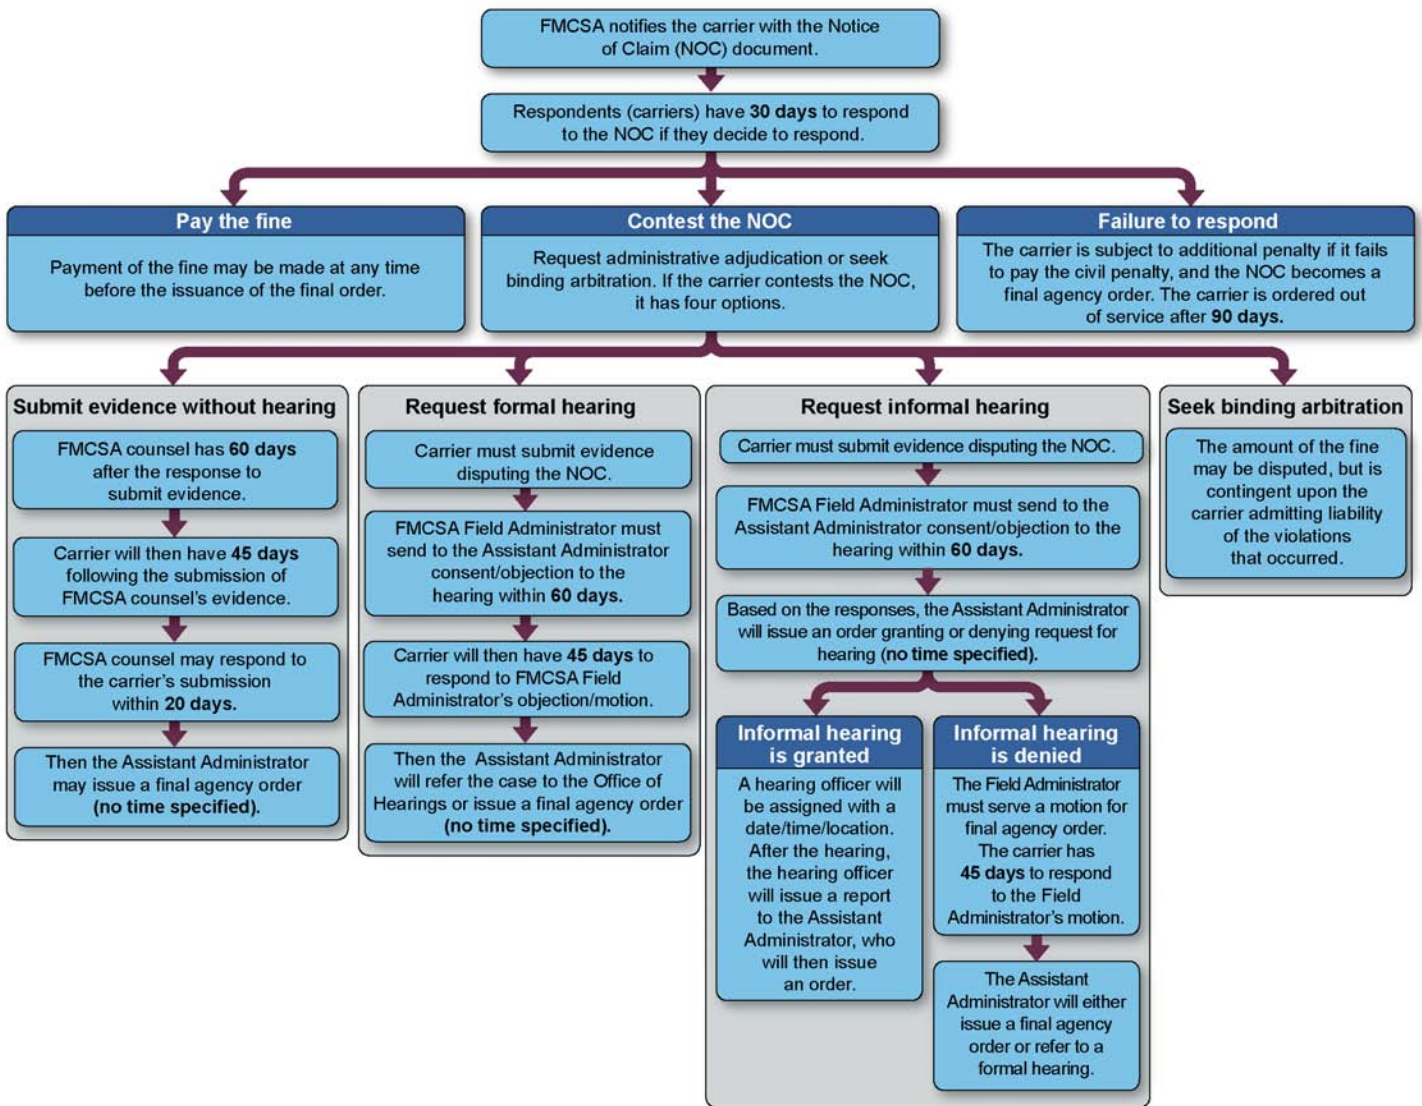 FMCSA notifies the carrier with the Notice
of Claim (NOC) document.
Respondents (carriers) have 30 days to respond
to the NOC if they decide to respond.
Pay the fine
Payment of the fine may be made at any time
before the issuance of the final order.
Contest the NOC
Request administrative adjudication or seek
binding arbitration. If the carrier contests the NOC,
it has four options.
Failure to respond
The carrier is subject to additional penalty if it fails
to pay the civil penalty, and the NOC becomes a
final agency order. The carrier is ordered out
of service after 90 days.
Submit evidence without hearing
FMCSA counsel has 60 days
after the response to
submit evidence.
Carrier will then have 45 days
following the submission of
FMCSA counsel's evidence.
FMCSA counsel may respond to
the carrier's submission
within 20 days.
Then the Assistant Administrator
may issue a final agency order
(no time specified).
Request formal hearing
Carrier must submit evidence
disputing the NOC.
FMCSA Field Administrator must
send to the Assistant Administrator
consent/objection to the
hearing within 60 days.
Carrier will then have 45 days to
respond to FMCSA Field
Administrator's objection/motion.
Then the Assistant Administrator
will refer the case to the Office of
Hearings or issue a final agency order
(no time specified).
Request informal hearing
Carrier must submit evidence disputing the NOC.
FMCSA Field Administrator must send to the
Assistant Administrator consent/objection to the
hearing within 60 days.
Based on the responses, the Assistant Administrator
will issue an order granting or denying request for
hearing (no time specified).
Informal hearing
is granted
A hearing officer will
be assigned with a
date/time/location.
After the hearing,
the hearing officer
will issue a report
to the Assistant
Administrator, who
will then issue
an order.
Informal hearing
is denied
The Field Administrator
must serve a motion for
final agency order.
The carrier has
45 days to respond
to the Field
Administrator's motion.
The Assistant
Administrator will either
issue a final agency
order or refer to a
formal hearing.
Seek binding arbitration
The amount of the fine
may be disputed, but is
contingent upon the
carrier admitting liability
of the violations
that occurred.